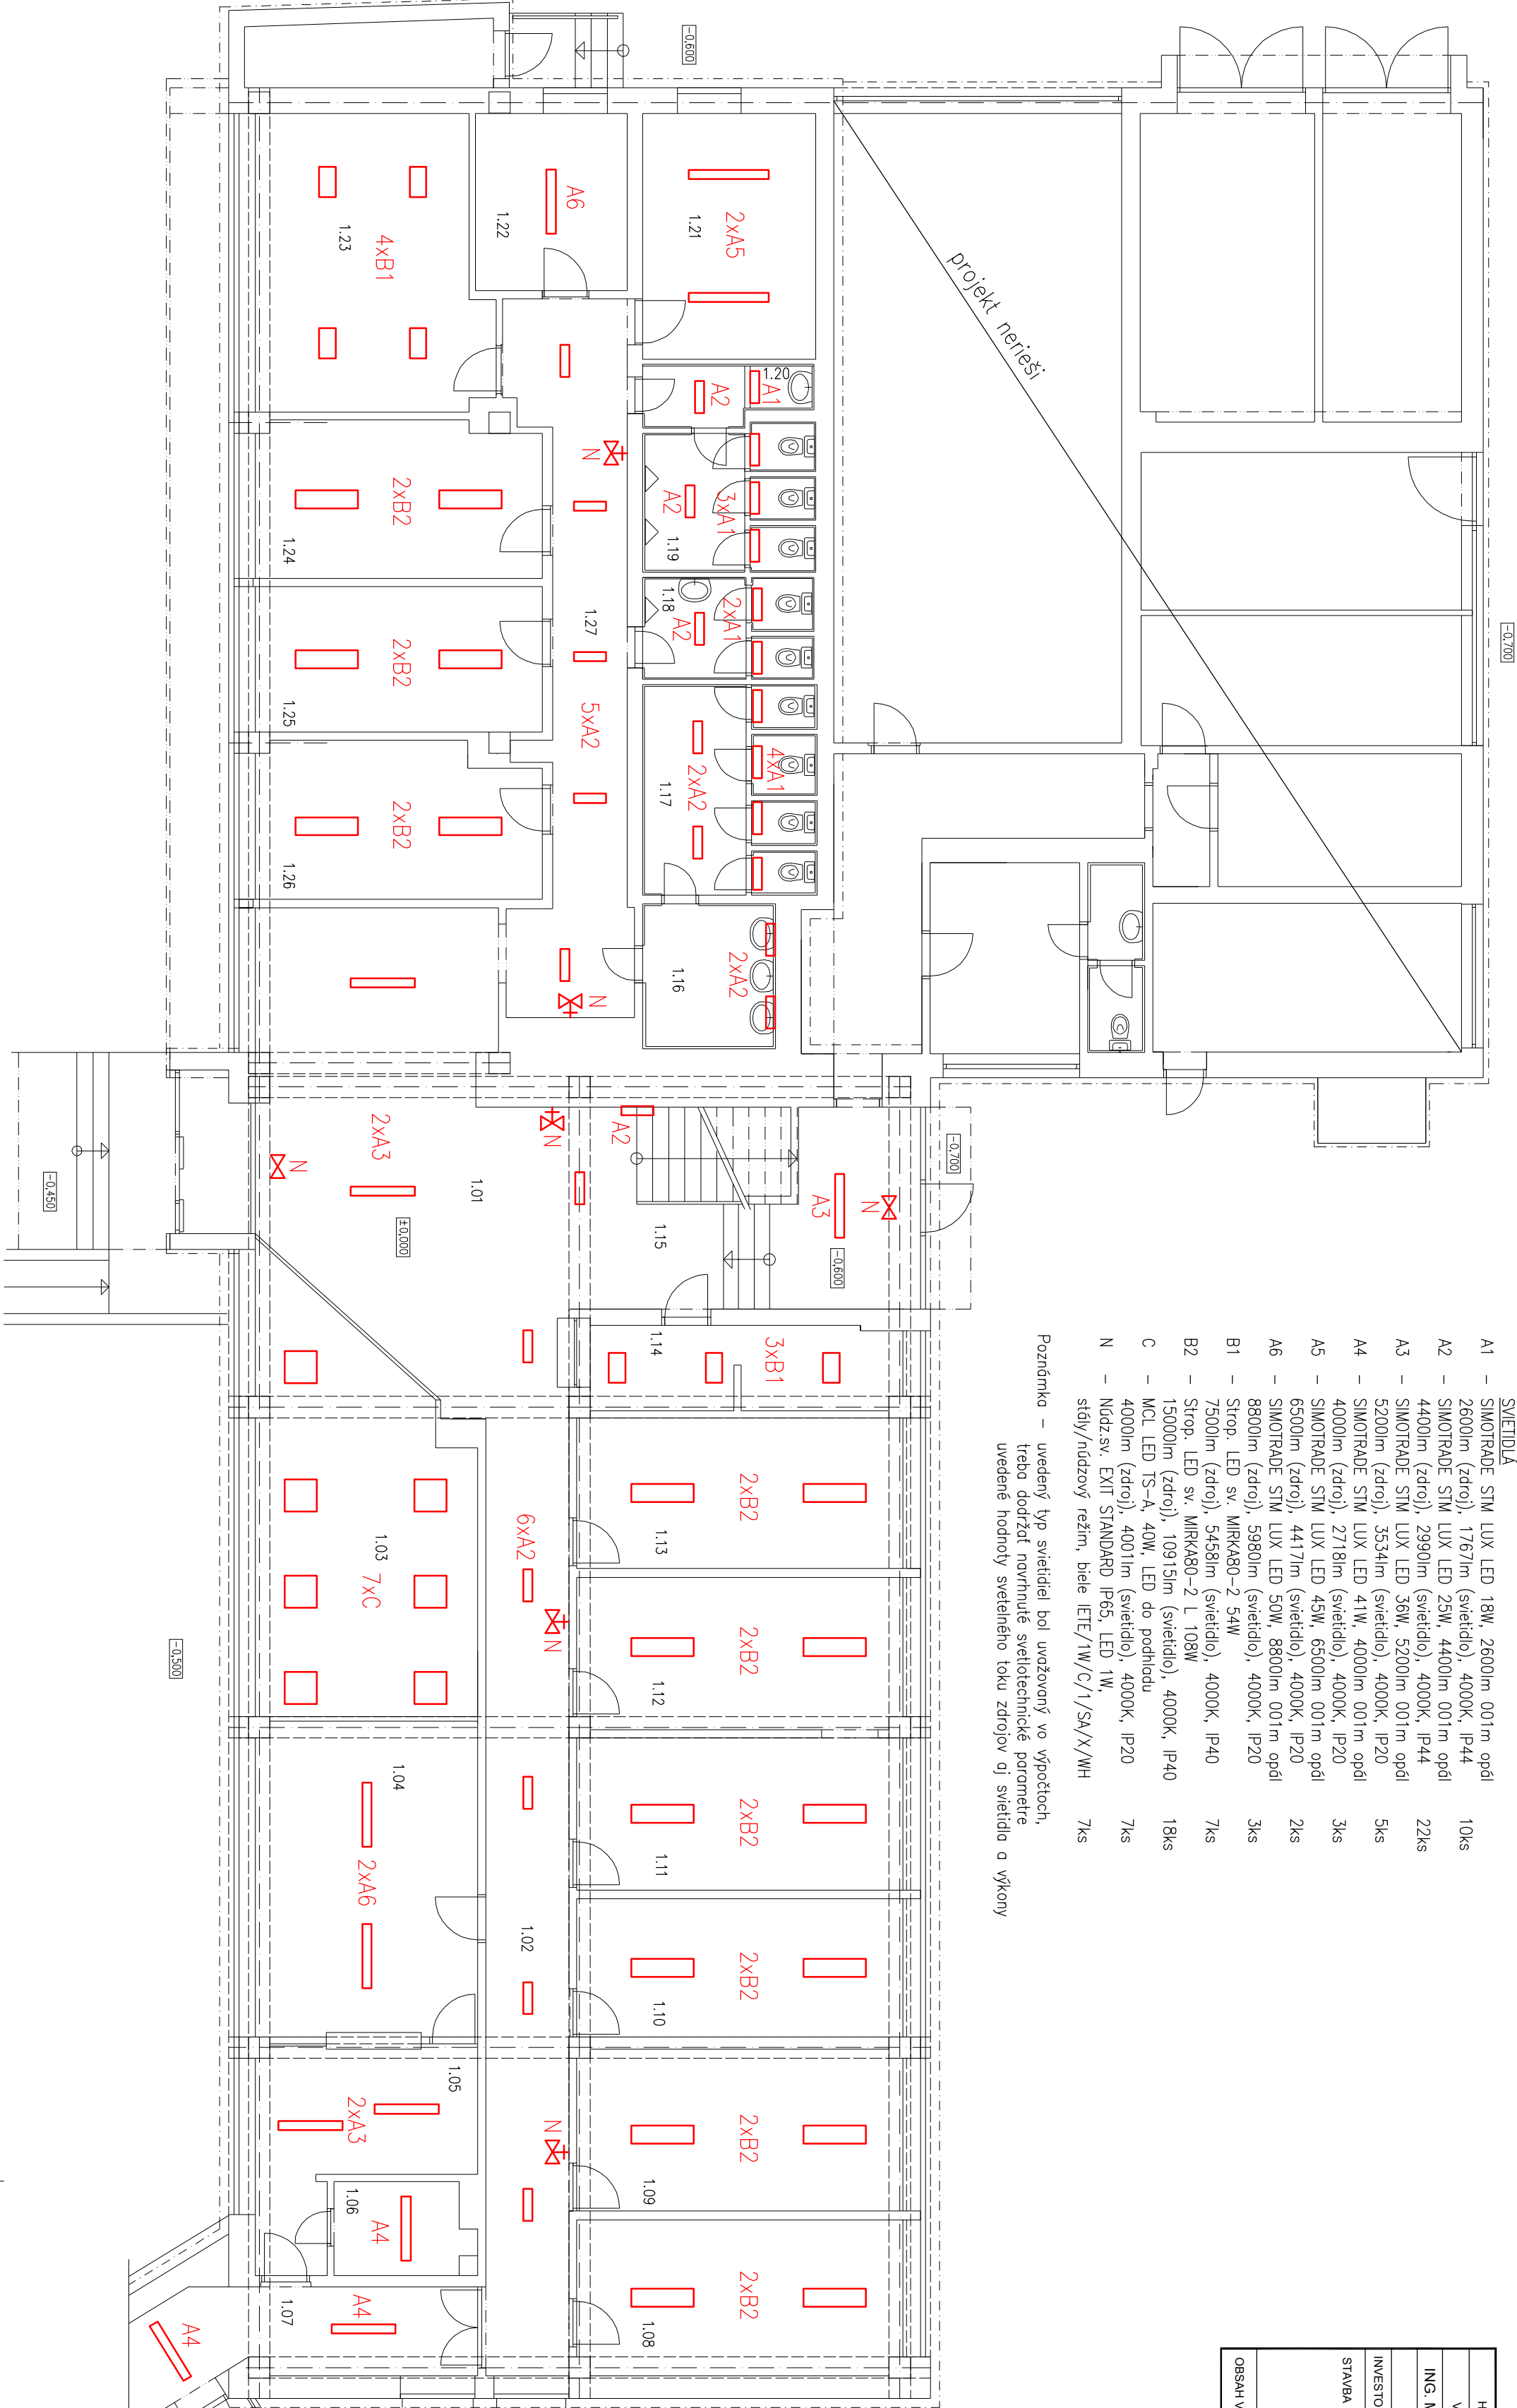 SVIETIDLÁ
A1 – SIMOTRADE STM LUX LED 18W, 2600lm 001m opál
2600lm (zdroj), 1767lm (svietidlo), 4000K, IP44 10ks
A2 – SIMOTRADE STM LUX LED 25W, 4400lm 001m opál
4400lm (zdroj), 2990lm (svietidlo), 4000K, IP44 22ks
A3 – SIMOTRADE STM LUX LED 36W, 5200lm 001m opál
5200lm (zdroj), 3534lm (svietidlo), 4000K, IP20 5ks
A4 – SIMOTRADE STM LUX LED 41W, 4000lm 001m opál
4000lm (zdroj), 2718lm (svietidlo), 4000K, IP20 3ks
A5 – SIMOTRADE STM LUX LED 45W, 6500lm 001m opál
6500lm (zdroj), 4417lm (svietidlo), 4000K, IP20 2ks
A6 – SIMOTRADE STM LUX LED 50W, 8800lm 001m opál
8800lm (zdroj), 5980lm (svietidlo), 4000K, IP20 3ks
B1 – Strop. LED sv. MIRKA80–2 54W
7500lm (zdroj), 5458lm (svietidlo), 4000K, IP40 7ks
B2 – Strop. LED sv. MIRKA80–2 L 108W
15000lm (zdroj), 10915lm (svietidlo), 4000K, IP40 18ks
C – MCL LED TS–A, 40W, LED do podhladu
4000lm (zdroj), 4001lm (svietidlo), 4000K, IP20 7ks
N – Núdz.sv. EXIT STANDARD IP65, LED 1W,
stály/núdzový režim, biele IETE/1W/C/1/SA/X/WH 7ks
Poznámka – uvedený typ svietidiel bol uvažovaný vo výpočtoch,
treba dodržať navrhnuté svetlotechnické parametre
uvedené hodnoty svetelného toku zdrojov aj svietidla a výkony
projekt nerieši
-0,700
-0,600
2xA5
1.21
A6
1.22
4xB1
1.23
1.20
A1
A2
3xA1
A2
1.19
N
2xB2
1.24
2xA1
1.18
A2
1.27
2xB2
1.25
5xA2
4xA1
2xA2
1.17
2xB2
1.26
2xA2
1.16
N
-0,700
A3
N
-0,600
A2
N
1.15
2xA3
N
1.01
±0,000
-0,450
3xB1
1.14
2xB2
1.13
6xA2
N
1.03 7xC
-0,500
2xB2
1.12
2xB2
1.11
1.04
2xA6
1.02
2xB2
1.10
2xB2
1.09
N
1.05
2xA3
1.06
A4
2xB2
1.08
1.07
A4
A4
ING.
STAVBA